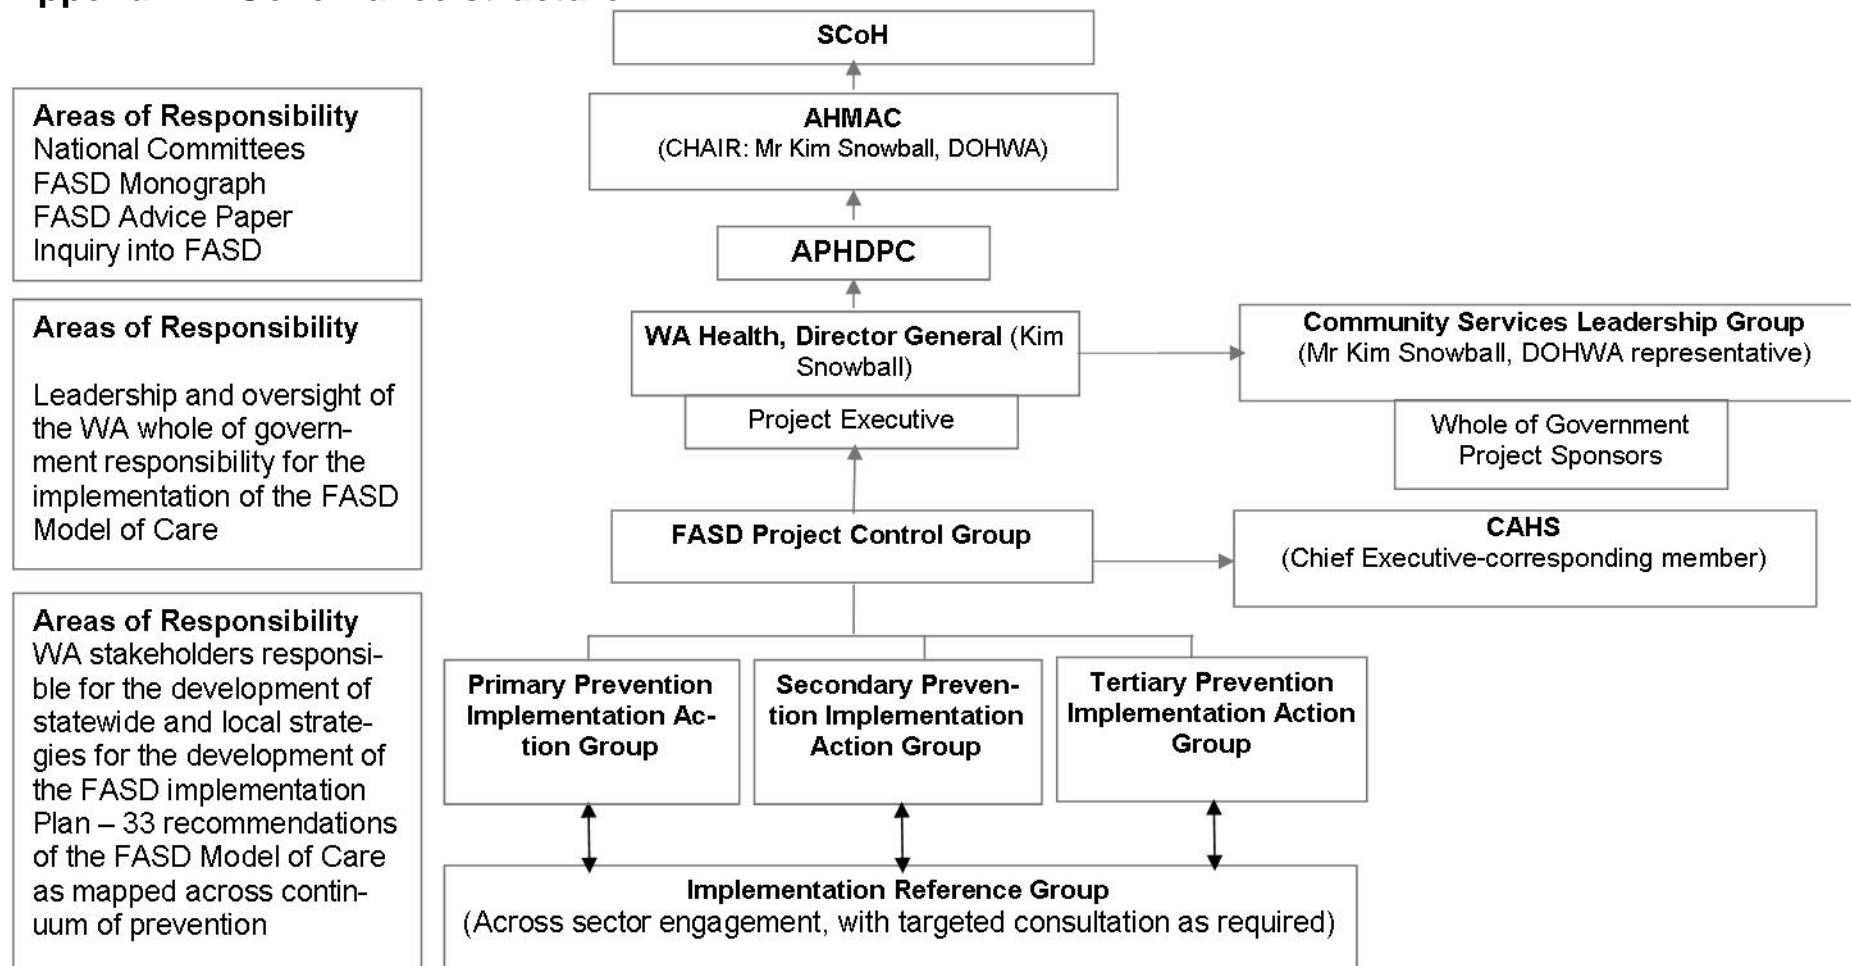 SCoH
AHMAC
(CHAIR: Mr Kim Snowball, DOHWA)
APHDPC
WA Health, Director General (Kim
Snowball)
Project Executive
Community Services Leadership Group
(Mr Kim Snowball, DOHWA representative)
Whole of Government
Project Sponsors
FASD Project Control Group
CAHS
(Chief Executive-corresponding member)
Primary Prevention
Implementation Ac-
tion Group
Secondary Preven-
tion Implementation
Action Group
Tertiary Prevention
Implementation Action
Group
Implementation Reference Group
(Across sector engagement, with targeted consultation as required)
Areas of Responsibility
National Committees
FASD Monograph
FASD Advice Paper
Inquiry into FASD
Areas of Responsibility
Leadership and oversight of
the WA whole of govern-
ment responsibility for the
implementation of the FASD
Model of Care
Areas of Responsibility
WA stakeholders responsi-
ble for the development of
statewide and local strate-
gies for the development of
the FASD implementation
Plan – 33 recommendations
of the FASD Model of Care
as mapped across contin-
uum of prevention